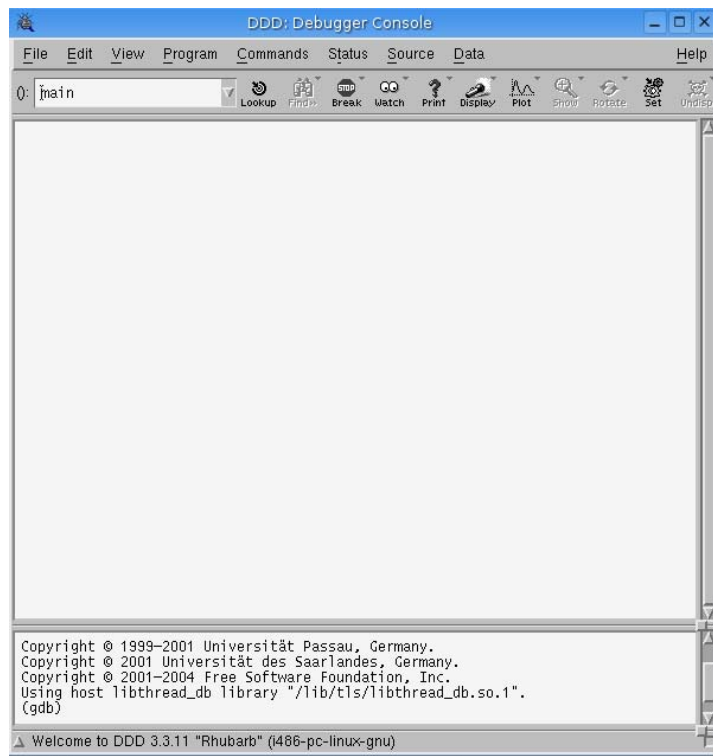 DDD: Debugger Console
File Edit View Program Commands Status Source Data Help
(): main Lookup Find» Break Watch Print Display Plot Show Rotate Set Undisp
STOP
Copyright © 1999–2001 Universität Passau, Germany.
Copyright © 2001 Universität des Saarlandes, Germany.
Copyright © 2001–2004 Free Software Foundation, Inc.
Using host libthread_db library "/lib/tls/libthread_db.so.1".
(gdb)
Welcome to DDD 3.3.11 "Rhubarb" (i486-pc-linux-gnu)